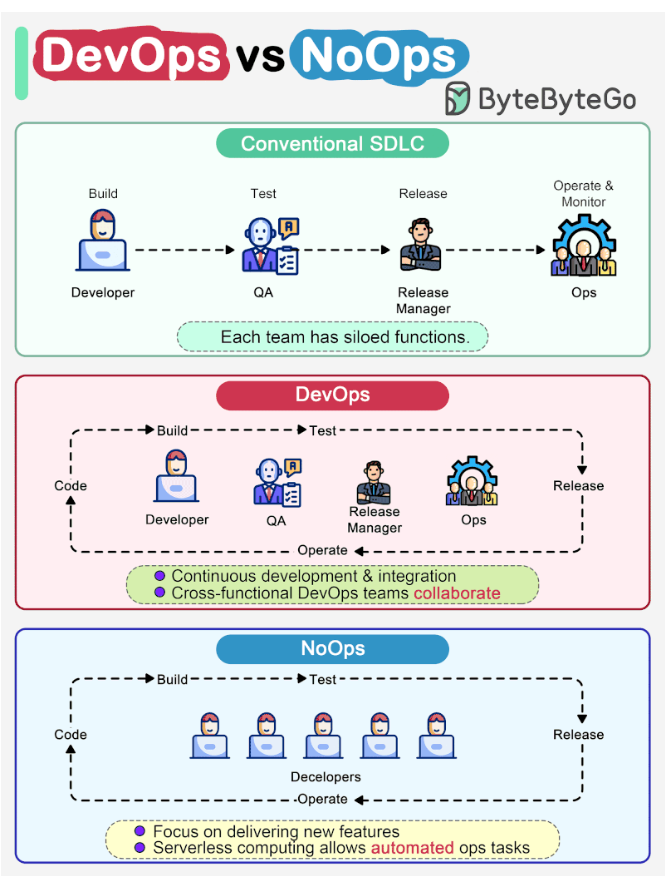 DevOps vs NoOps
ByteByteGo
Conventional SDLC
Build
Test
Release
Operate &
Monitor
Developer
QA
Release
Manager
Ops
Each team has siloed functions.
DevOps
Build
Test
Code
Release
Developer
QA
Release
Manager
Ops
Operate
Continuous development & integration
Cross-functional DevOps teams collaborate
NoOps
Build
Test
Code
Release
Decelopers
Operate
Focus on delivering new features
Serverless computing allows automated ops tasks